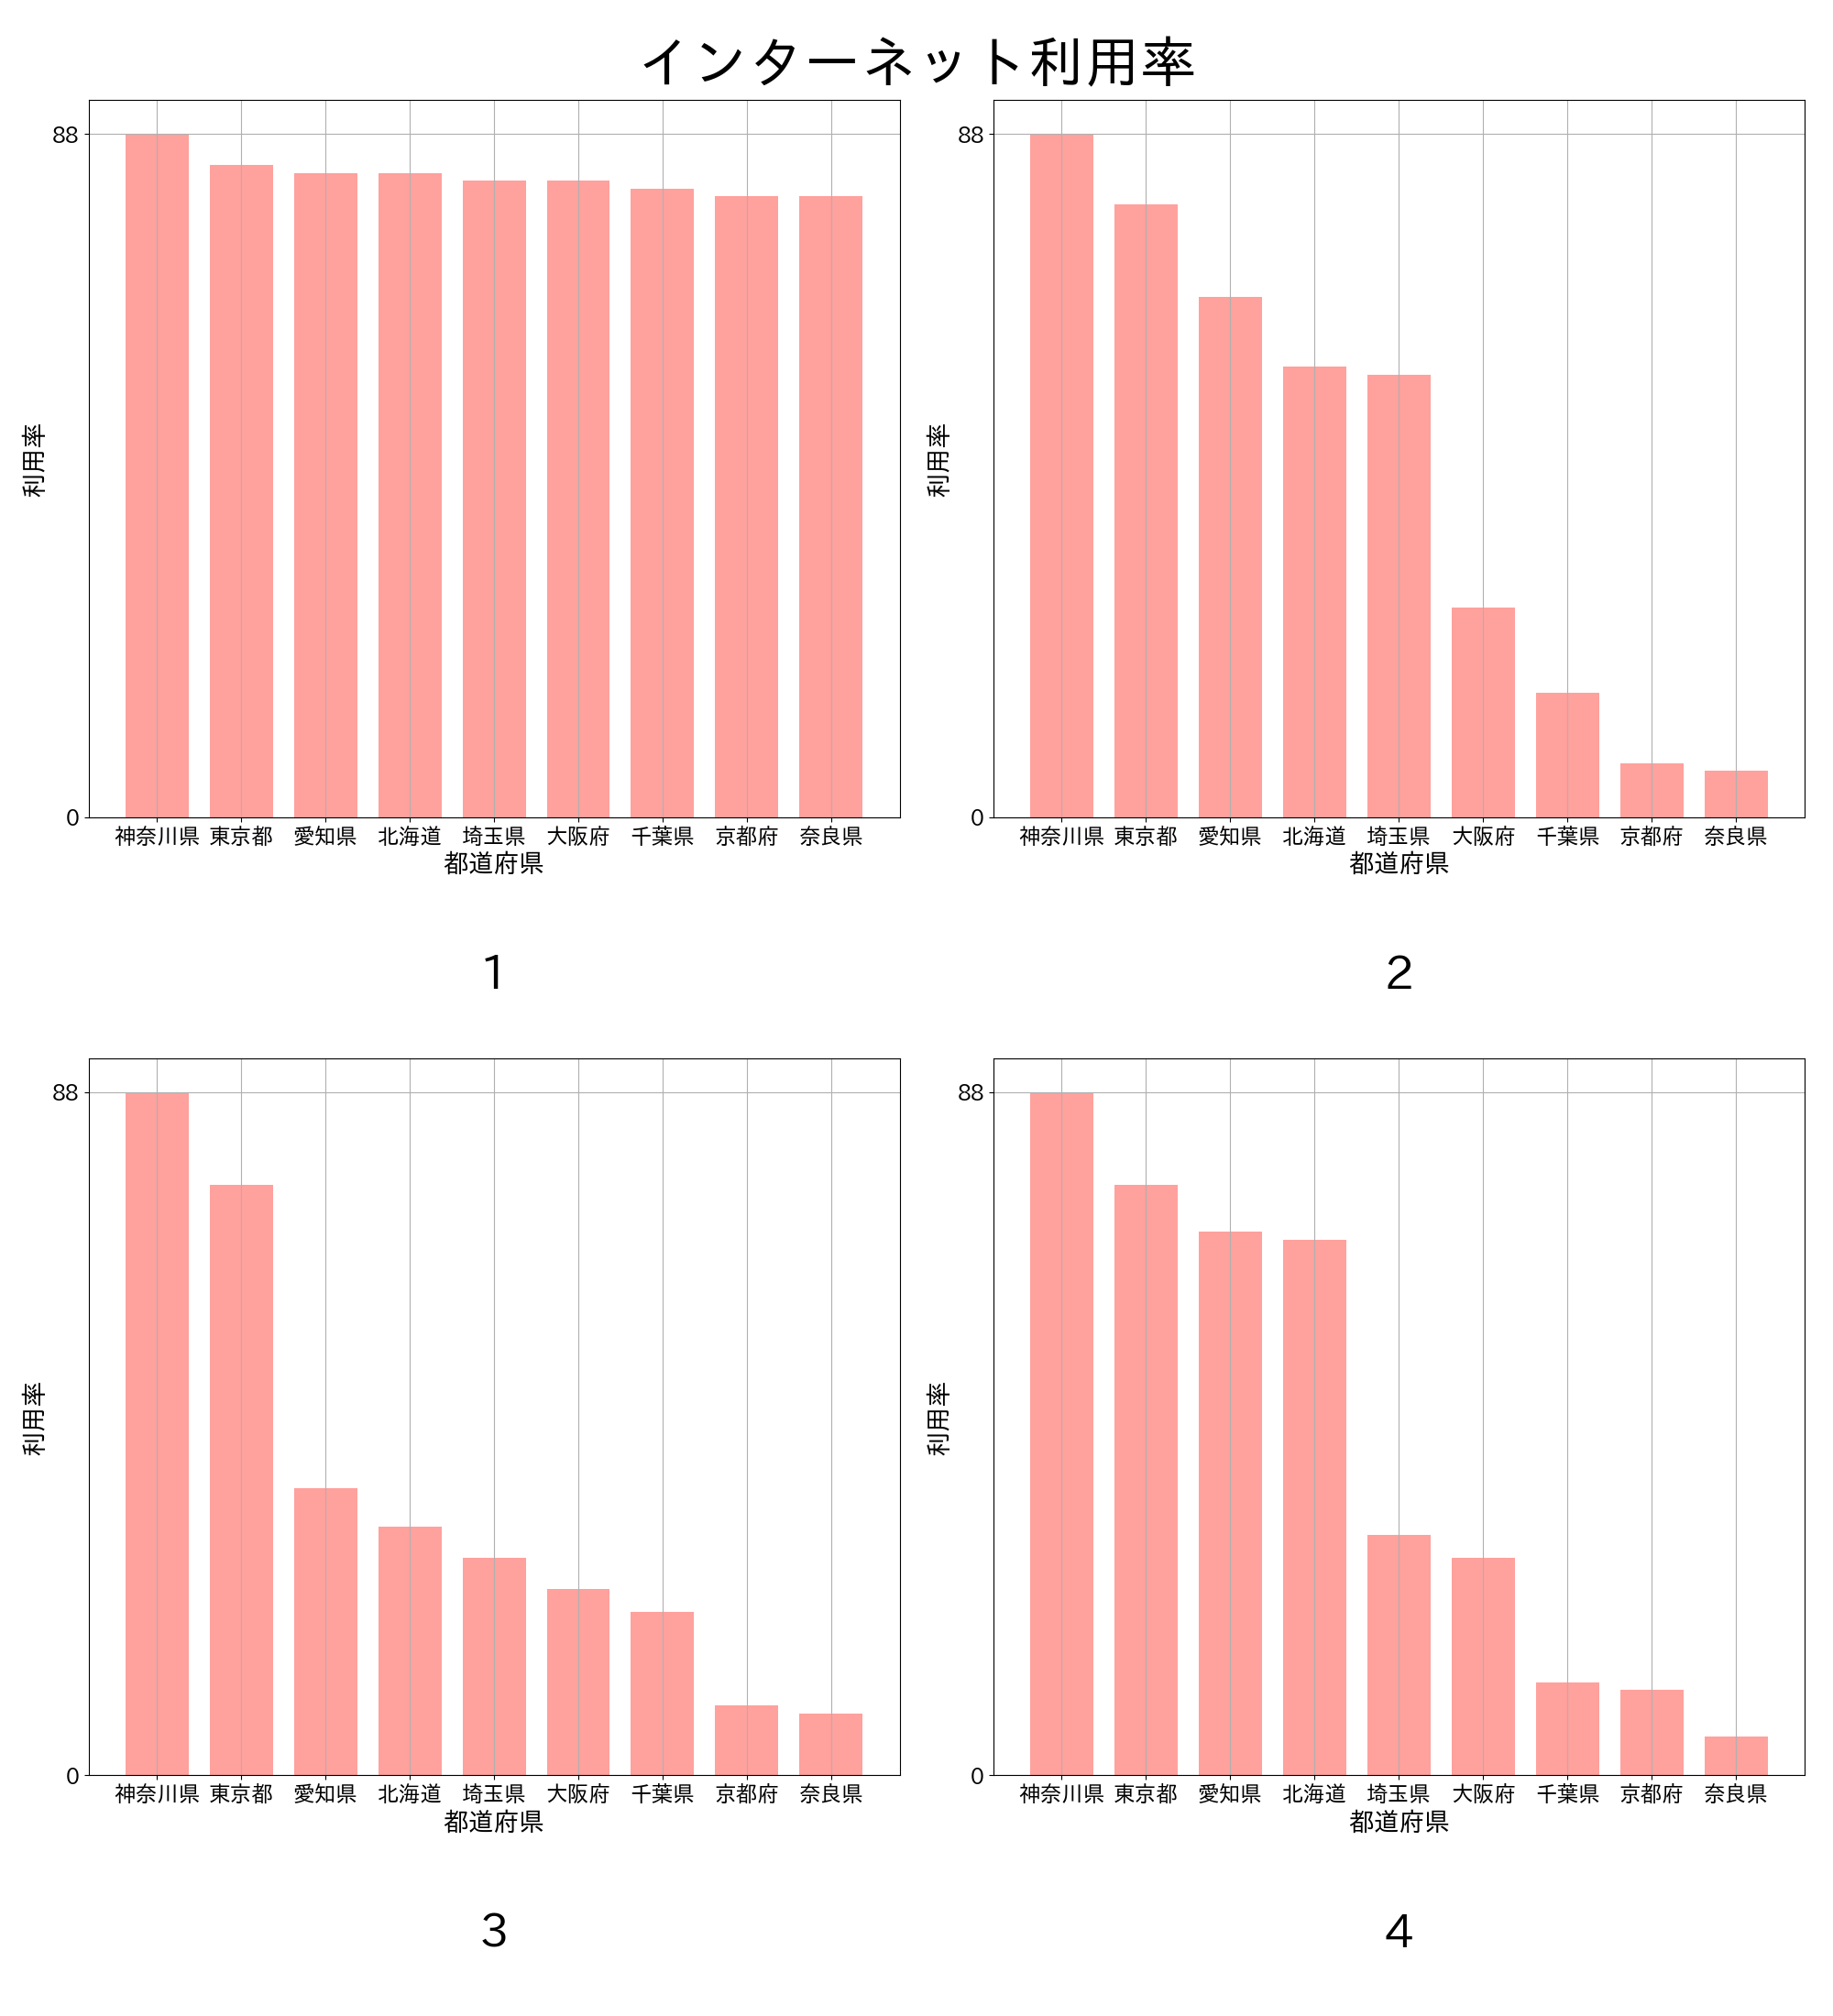 インターネット利用率
88
0
利用率
神奈川県 東京都 愛知県 北海道 埼玉県 大阪府 千葉県 京都府 奈良県
都道府県
1
88
0
利用率
神奈川県 東京都 愛知県 北海道 埼玉県 大阪府 千葉県 京都府 奈良県
都道府県
2
88
0
利用率
神奈川県 東京都 愛知県 北海道 埼玉県 大阪府 千葉県 京都府 奈良県
都道府県
3
88
0
利用率
神奈川県 東京都 愛知県 北海道 埼玉県 大阪府 千葉県 京都府 奈良県
都道府県
4